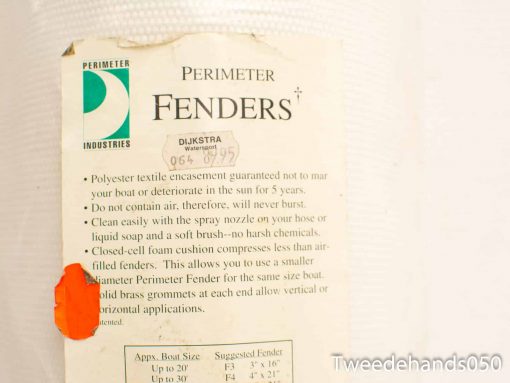 PERIMETER
INDUSTRIES
PERIMETER
FENDERS†
DIJKSTRA
Watersport
064
• Polyester textile encasement guaranteed not to mar
your boat or deteriorate in the sun for 5 years.
• Do not contain air, therefore, will never burst.
• Clean easily with the spray nozzle on your hose or
liquid soap and a soft brush--no harsh chemicals.
• Closed-cell foam cushion compresses less than air-
filled fenders. This allows you to use a smaller
diameter Perimeter Fender for the same size boat.
olid brass grommets at each end allow vertical or
orizontal applications.
atented.
Appx. Boat Size Suggested Fender
Up to 20' F3 3" x 16"
Up to 30' F4 4" x 21"
Tweedehands050